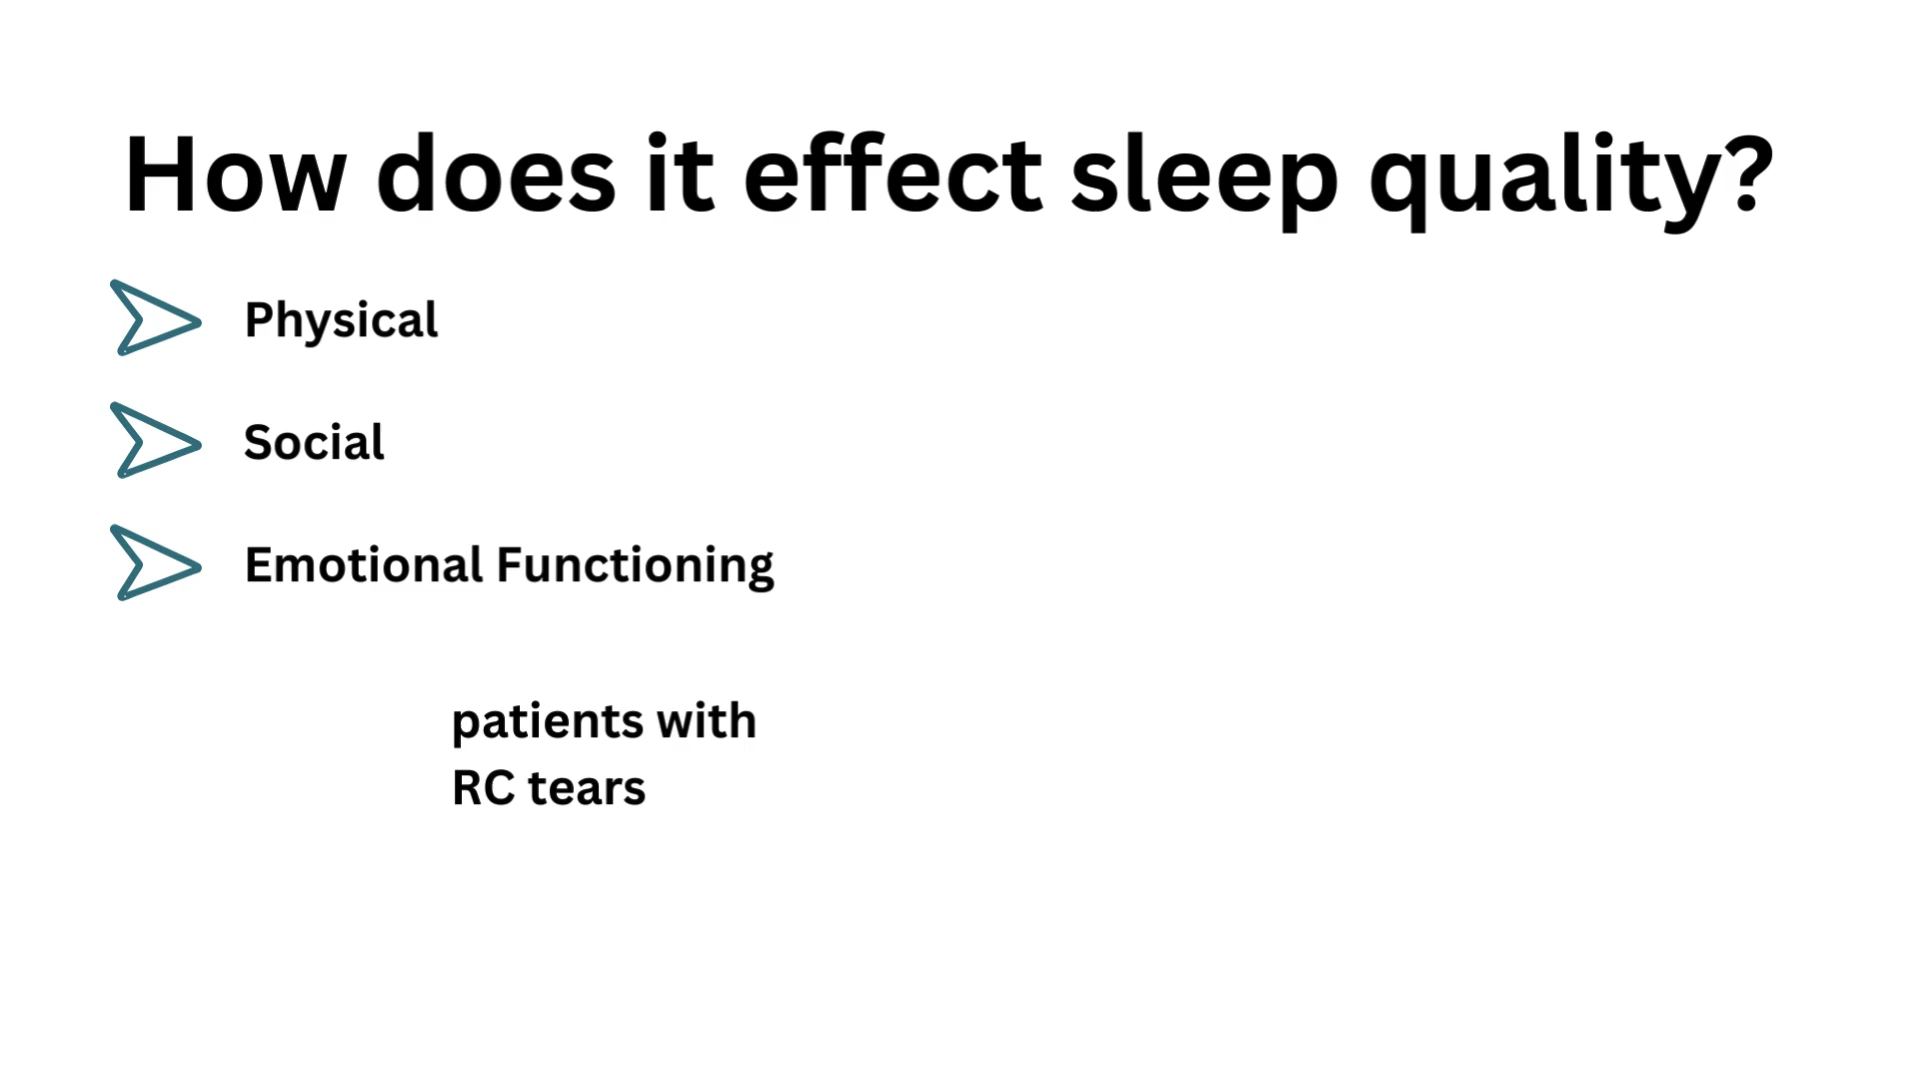 How does it effect sleep quality?
Physical
Social
Emotional Functioning
patients with
RC tears